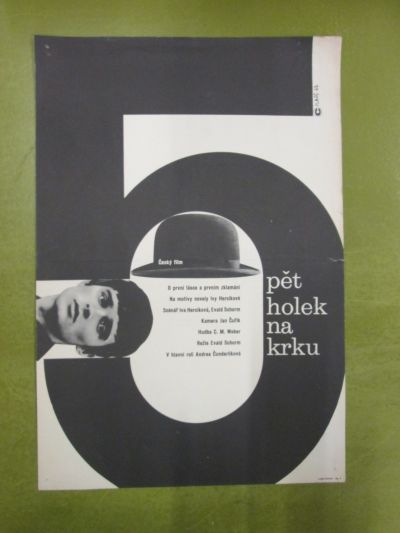 5
Český film
O první lásce a prvním zklamání
Na motivy novely Ivy Hercíkové
Scénář Iva Hercíková, Evald Schorm
Kamera Jan Čuřík
Hudba C. M. Weber
Režie Evald Schorm
V hlavní roli Andrea Čunderlíková
pět
holek
na
krku